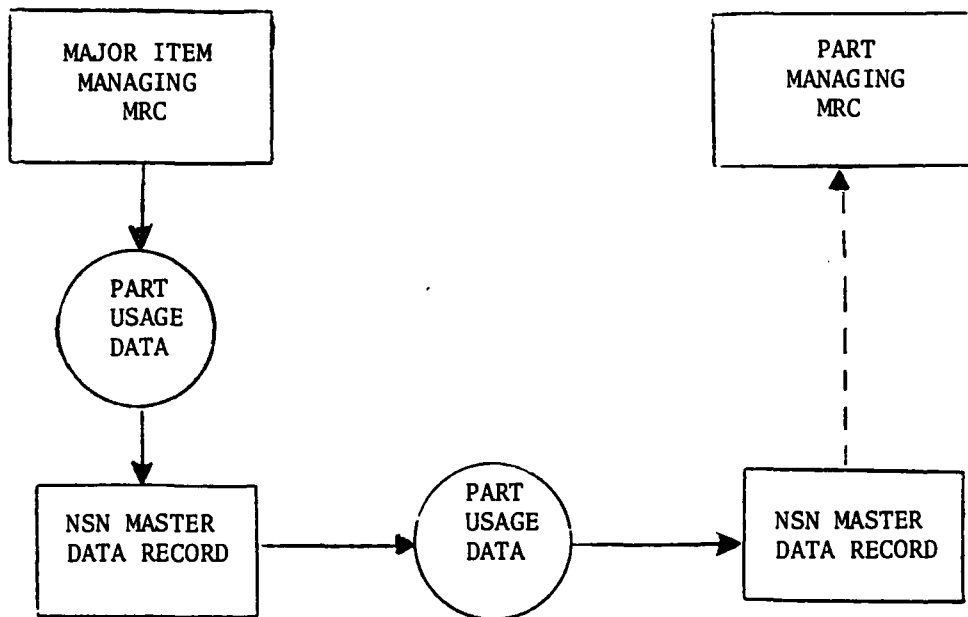 MAJOR ITEM
MANAGING
MRC
PART
MANAGING
MRC
PART
USAGE
DATA
NSN MASTER
DATA RECORD
PART
USAGE
DATA
NSN MASTER
DATA RECORD